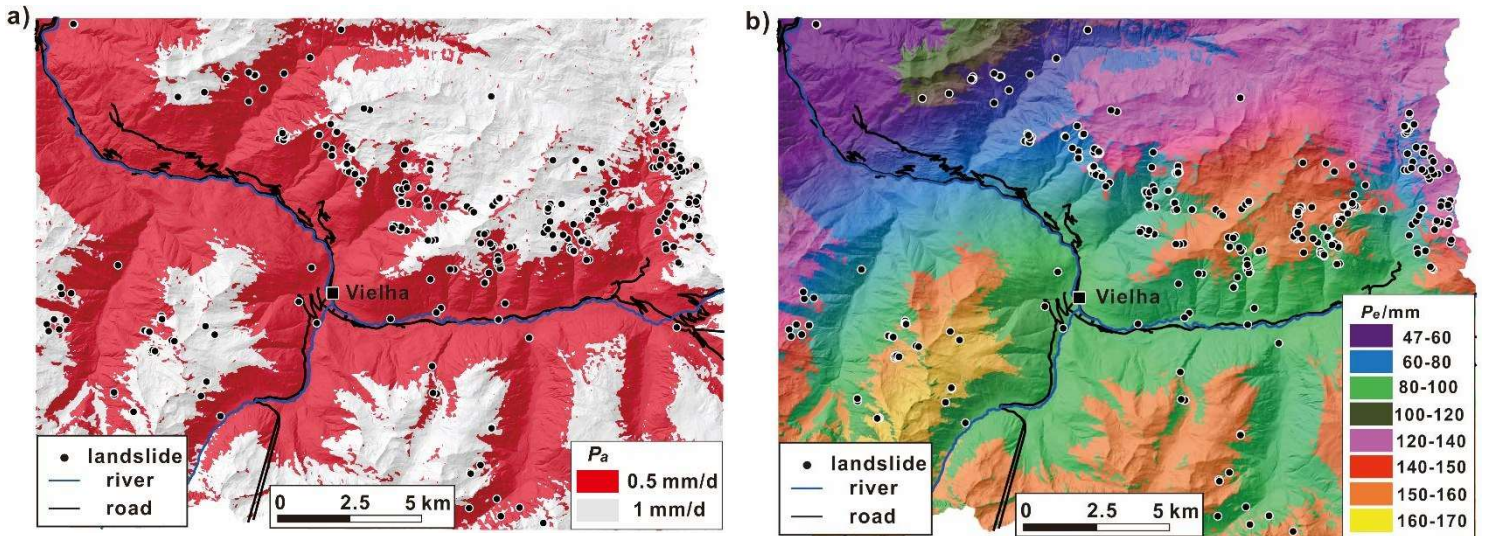 a)
Vielha
landslide
river
road
0 2.5 5 km
Pa
0.5 mm/d
1 mm/d
b)
Vielha
landslide
river
road
0 2.5 5 km
Pe/mm
47-60
60-80
80-100
100-120
120-140
140-150
150-160
160-170